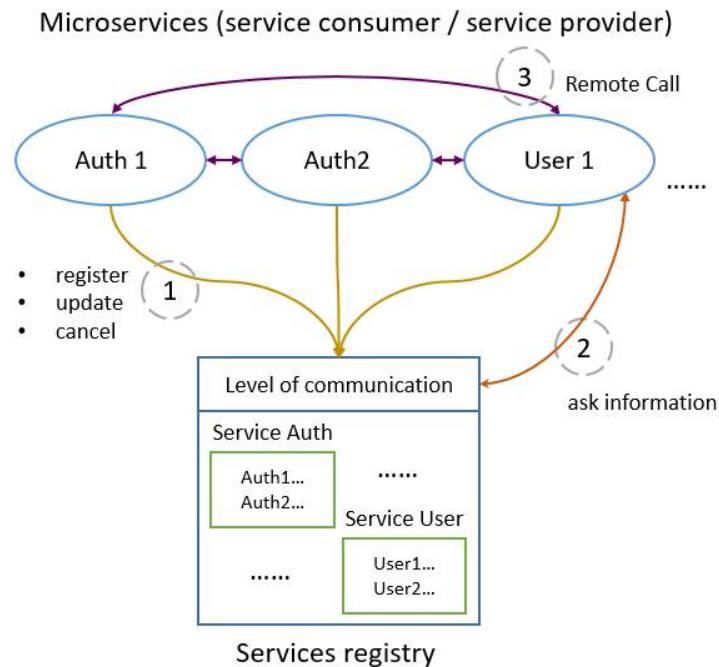 Microservices (service consumer / service provider)
3
Remote Call
Auth 1
Auth2
User 1
......
• register
• update
• cancel
1
2
ask information
Level of communication
Service Auth
Auth1...
Auth2...
......
Service User
......
User1...
User2...
Services registry